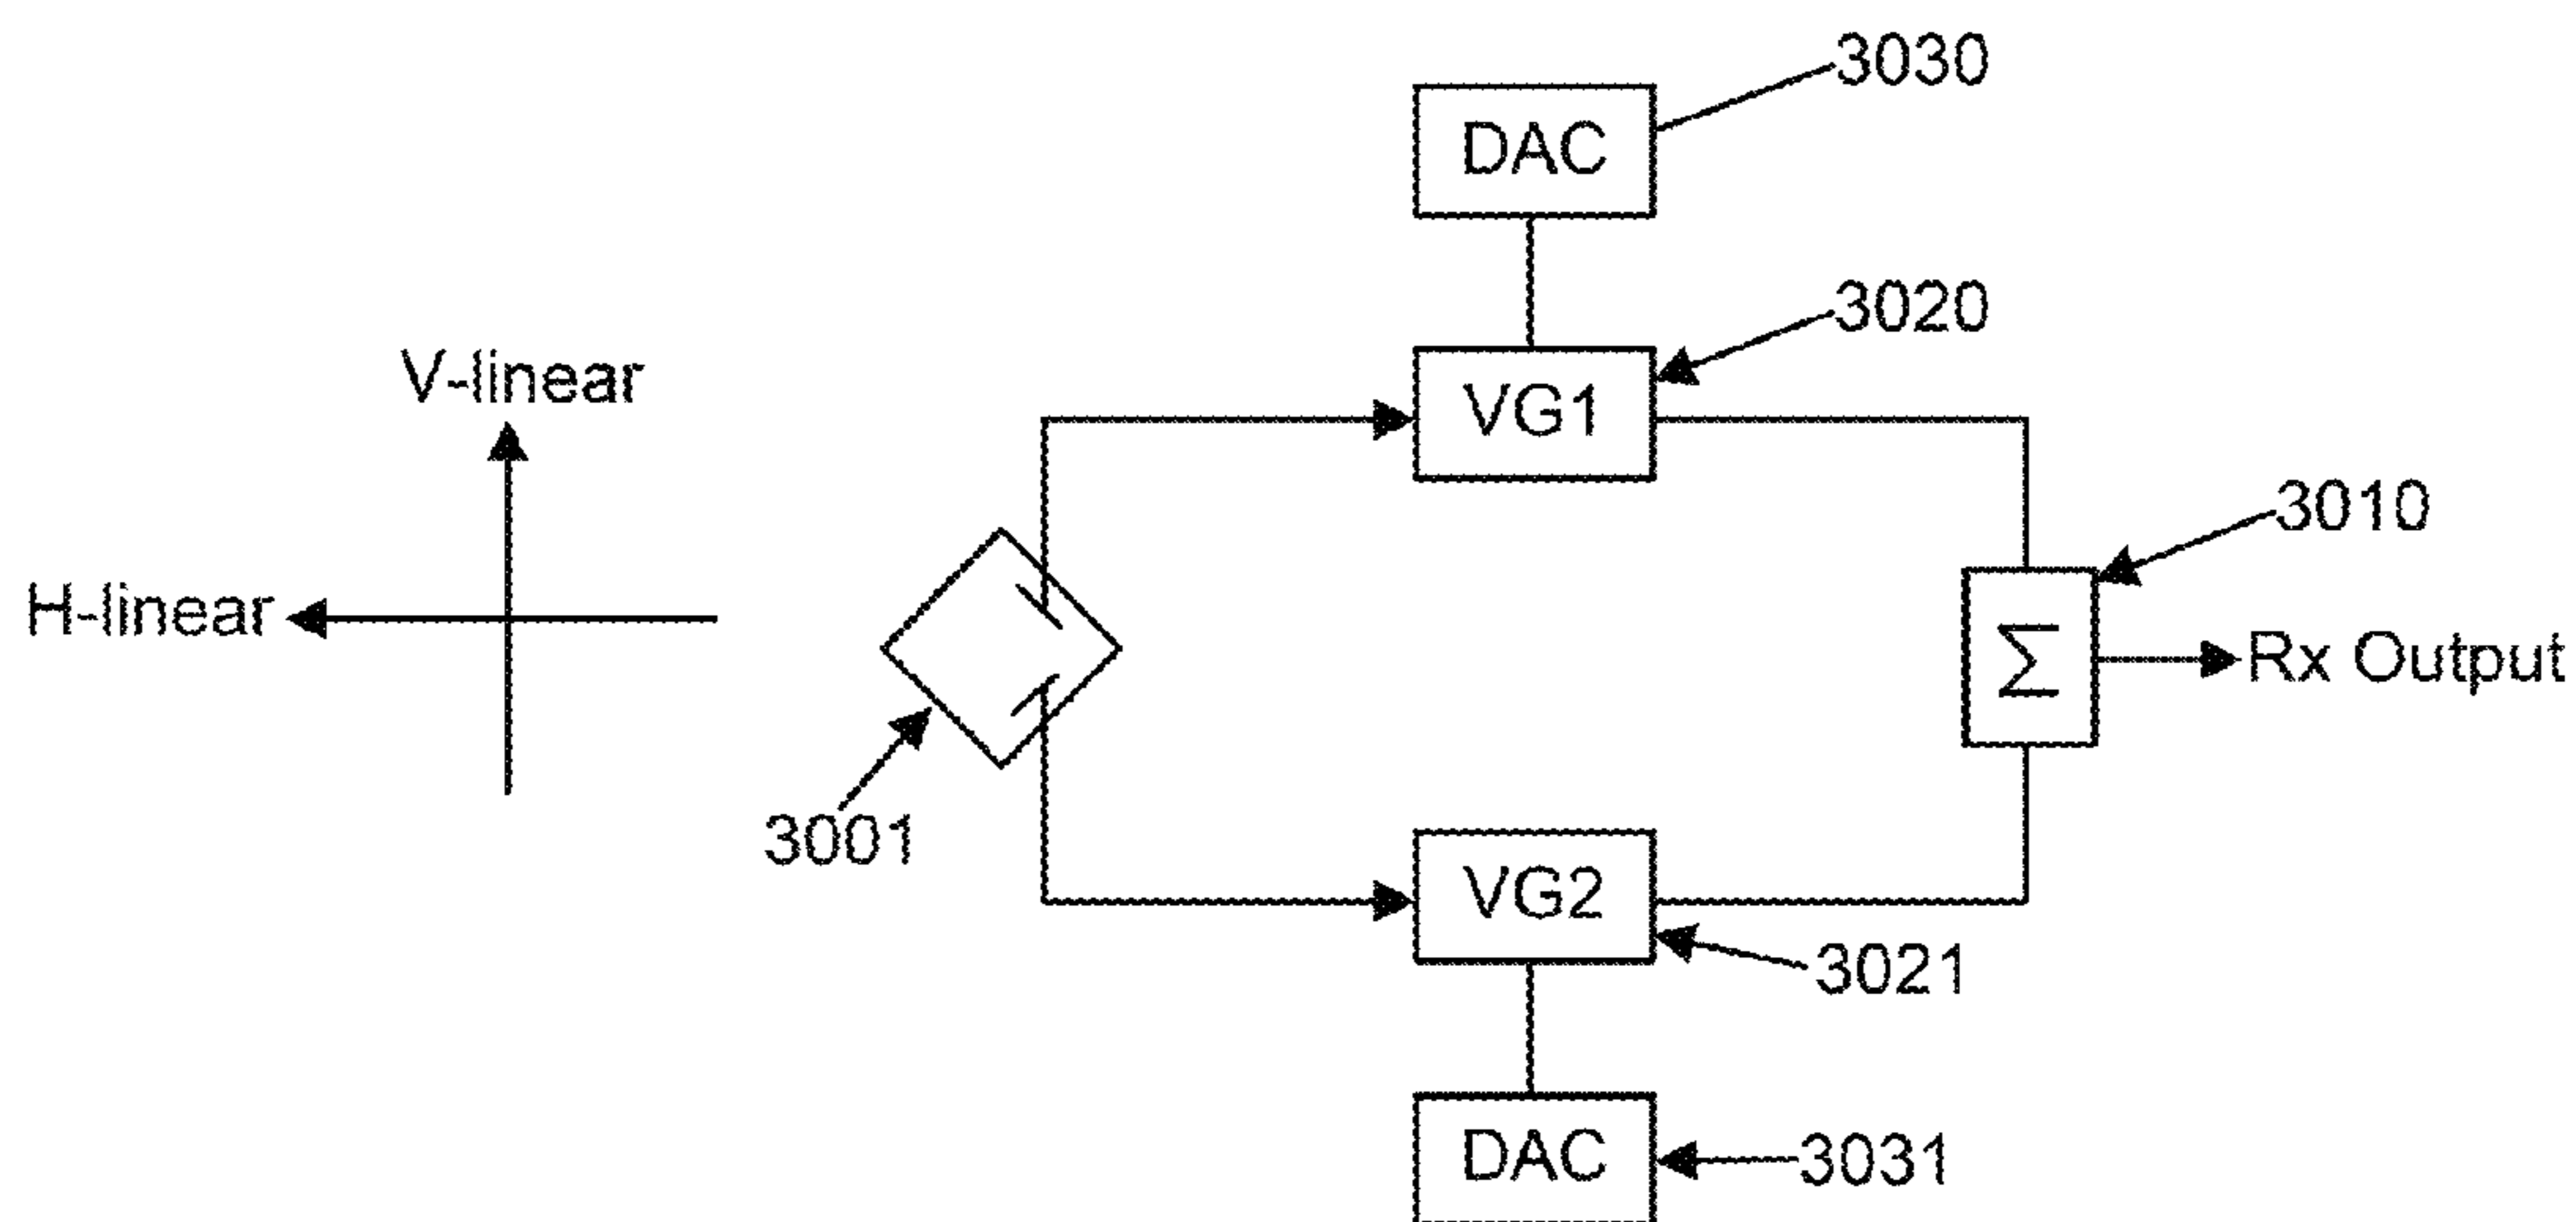 3030
DAC
3020
V-linear
VG1
3010
H-linear
Σ
Rx Output
3001
VG2
3021
DAC
3031